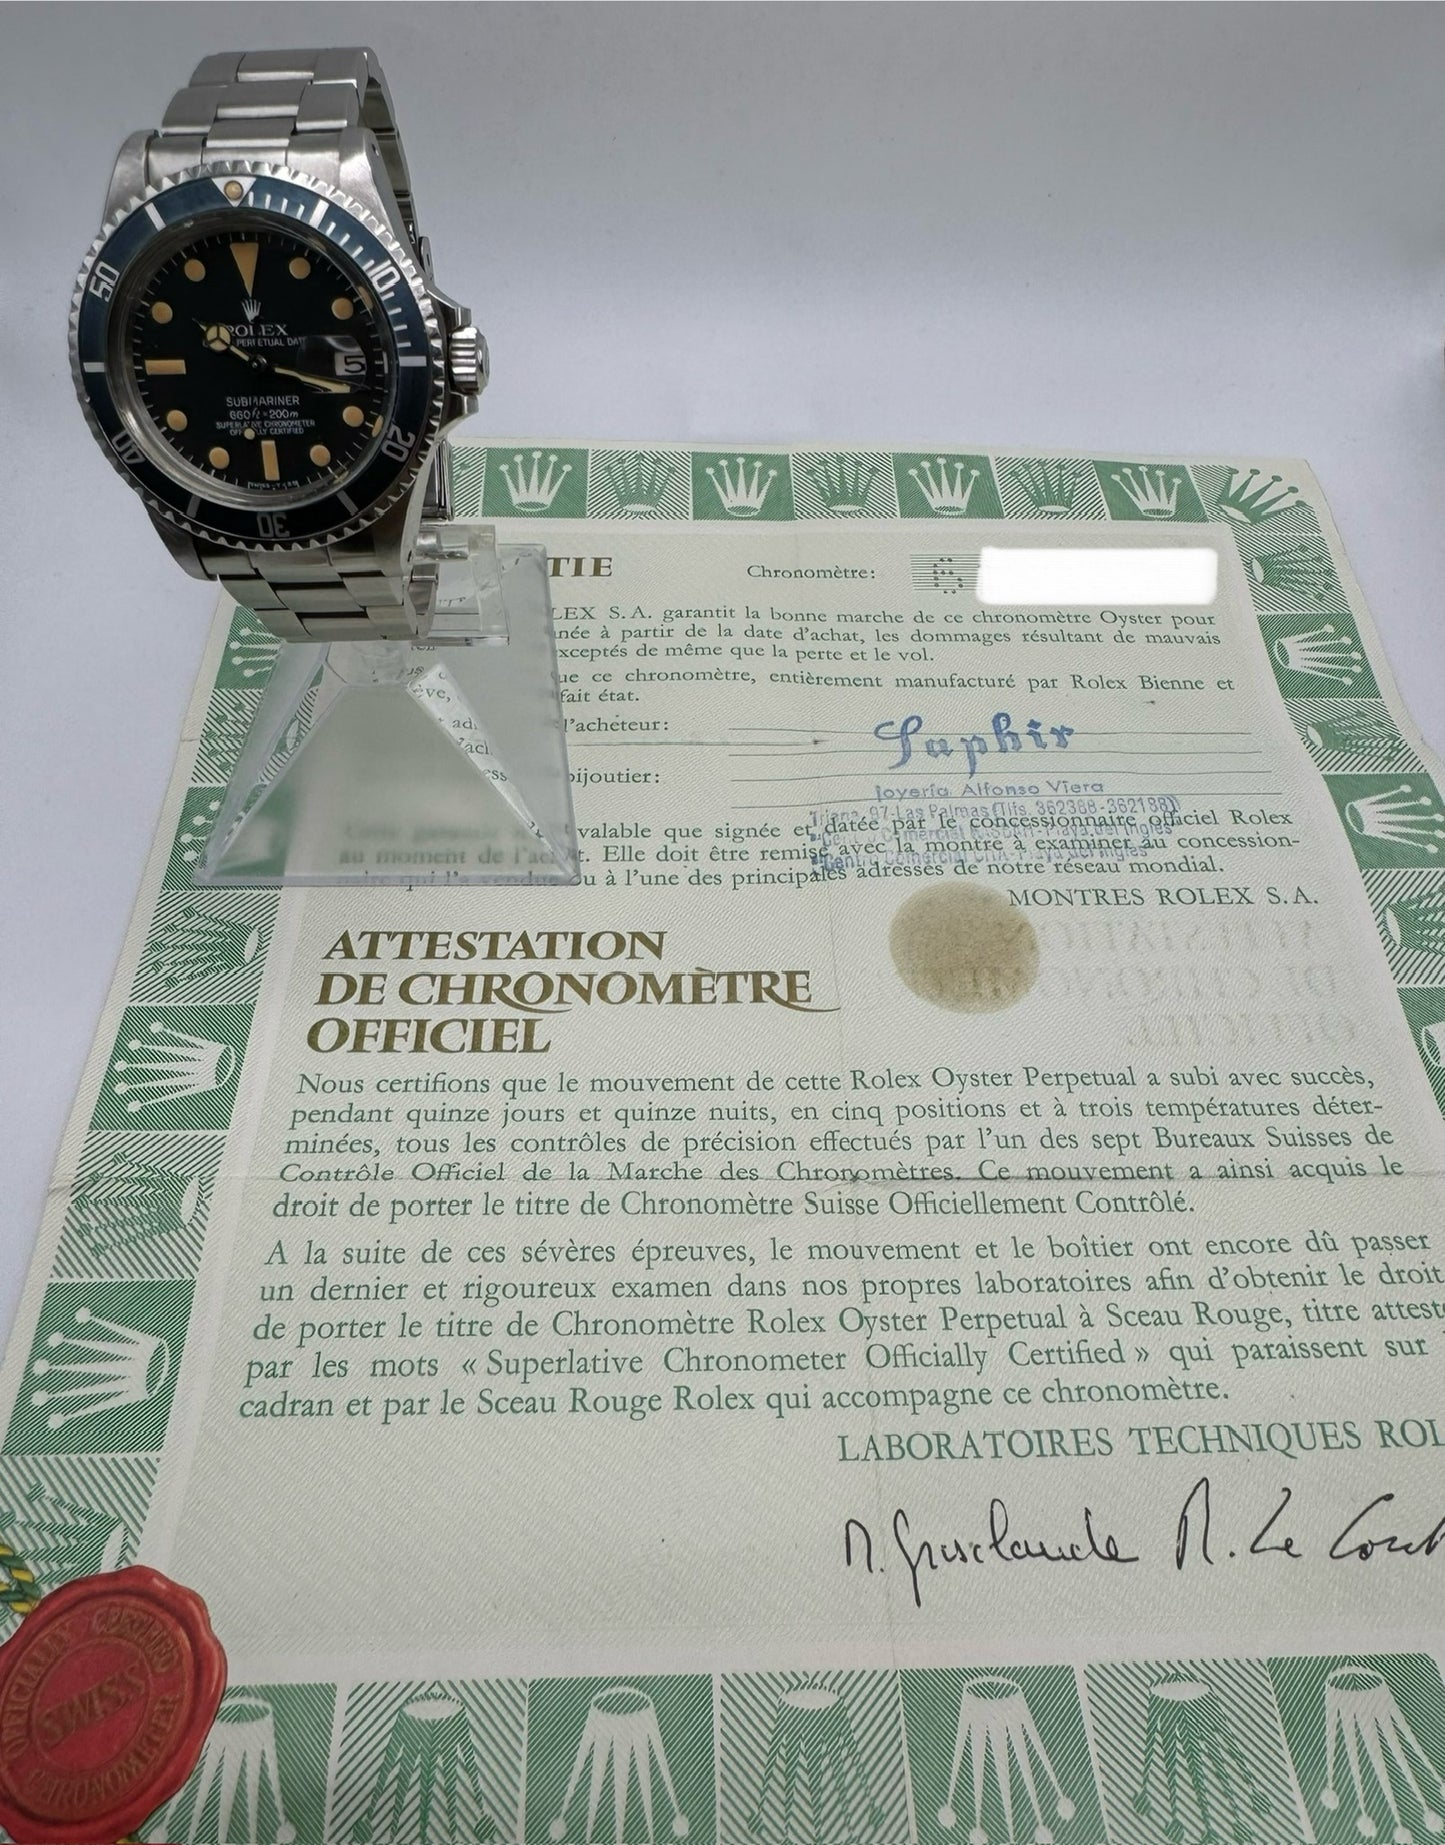 50
10
20
30
40
ROLEX
PERPETUAL DA
5
SUBMARINER
660ft=200m
SUPERLATIVE CHRONOMETER
OFFICIALLY CERTIFIED
TIE
Chronomètre:
LEX S.A. garantit la bonne marche de ce chronomètre Oyster pour
née à partir de la date d'achat, les dommages résultant de mauvais
xceptés de même que la perte et le vol.
ue ce chronomètre, entièrement manufacturé par Rolex Bienne et
fait état.
l'acheteur:
Saphir
bijoutier:
Joyería Alfonso Viera
Triana, 97-Las Palmas (Tlfs. 362388-362188)
valable que signée et datée par le concessionnaire officiel Rolex
au moment de l'achat. Elle doit être remise avec la montre à examiner au concession-
ou à l'une des principales adresses de notre réseau mondial.
MONTRES ROLEX S.A.
ATTESTATION
DE CHRONOMÈTRE
OFFICIEL
Nous certifions que le mouvement de cette Rolex Oyster Perpetual a subi avec succès,
pendant quinze jours et quinze nuits, en cinq positions et à trois températures déter-
minées, tous les contrôles de précision effectués par l'un des sept Bureaux Suisses de
Contrôle Officiel de la Marche des Chronomètres. Ce mouvement a ainsi acquis le
droit de porter le titre de Chronomètre Suisse Officiellement Contrôlé.
A la suite de ces sévères épreuves, le mouvement et le boîtier ont encore dû passer
un dernier et rigoureux examen dans nos propres laboratoires afin d'obtenir le droit
de porter le titre de Chronomètre Rolex Oyster Perpetual à Sceau Rouge, titre attest
par les mots « Superlative Chronometer Officially Certified » qui paraissent sur
cadran et par le Sceau Rouge Rolex qui accompagne ce chronomètre.
LABORATOIRES TECHNIQUES ROL
OFFICIALLY CERTIFIED
SWISS
CHRONOMETER